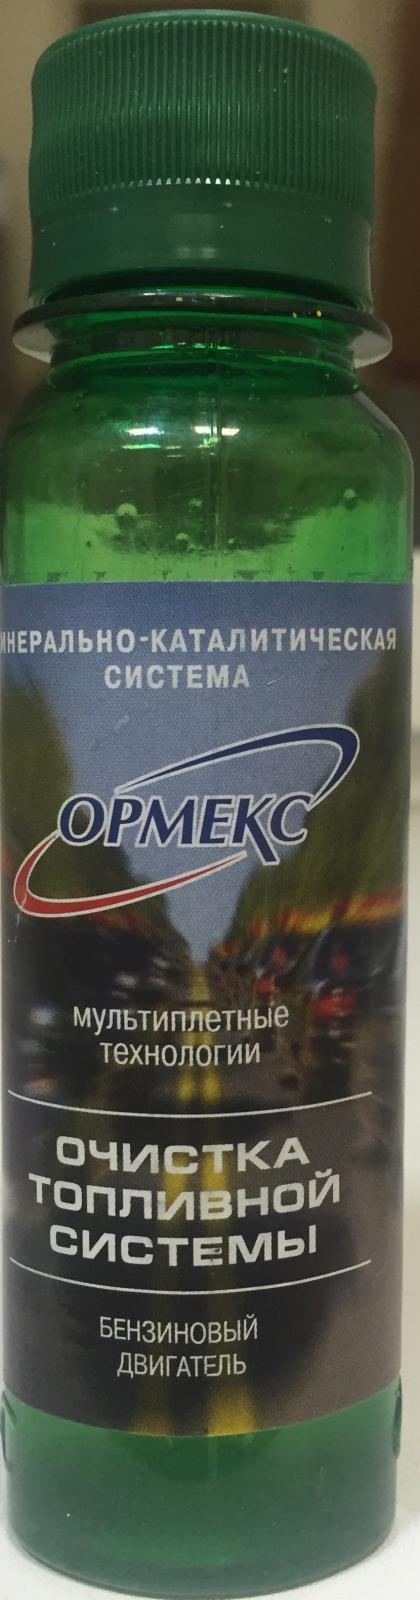 ИНЕРАЛЬНО-КАТАЛИТИЧЕСКАЯ
СИСТЕМА
ОРМЕКС
мультиплетные
технологии
ОЧИСТКА
ТОПЛИВНОЙ
СИСТЕМЫ
БЕНЗИНОВЫЙ
ДВИГАТЕЛЬ